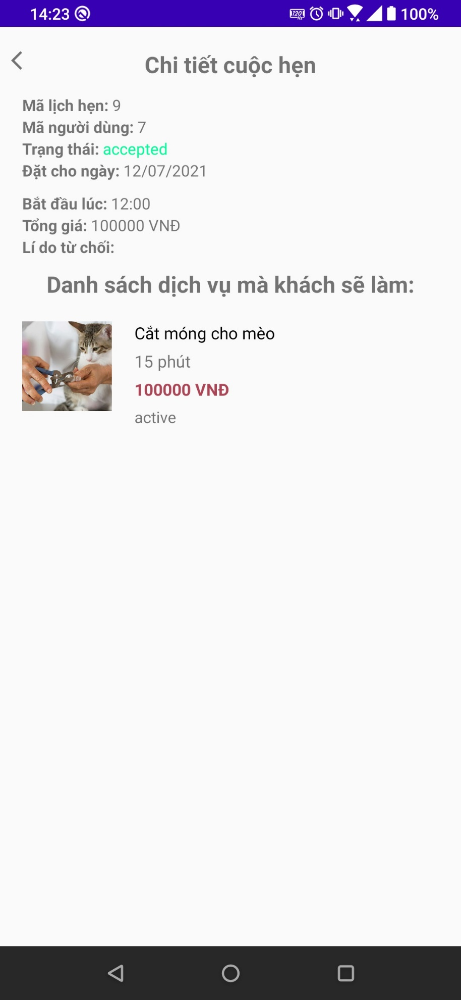 14:23
120 Hz
100%
Chi tiết cuộc hẹn
Mã lịch hẹn: 9
Mã người dùng: 7
Trạng thái: accepted
Đặt cho ngày: 12/07/2021
Bắt đầu lúc: 12:00
Tổng giá: 100000 VNĐ
Lí do từ chối:
Danh sách dịch vụ mà khách sẽ làm:
Cắt móng cho mèo
15 phút
100000 VNĐ
active